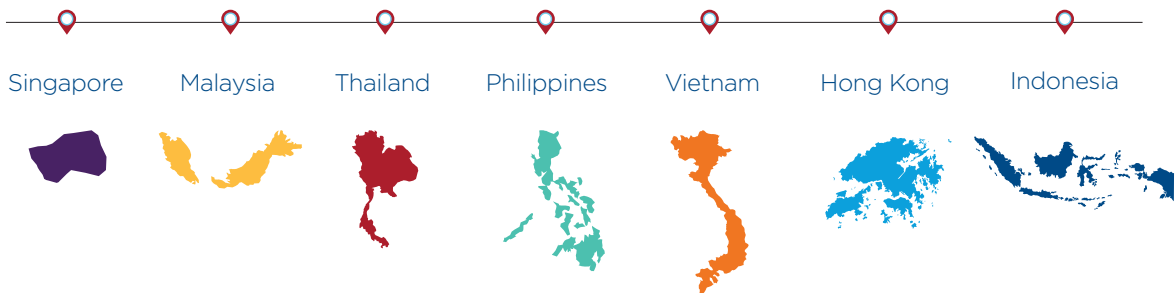 Singapore
Malaysia
Thailand
Philippines
Vietnam
Hong Kong
Indonesia